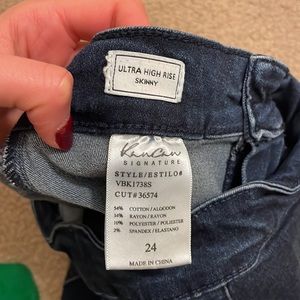 ULTRA HIGH RISE
SKINNY
KanCan
SIGNATURE
STYLE/ESTILO#
VBK1738S
CUT#36574
54% COTTON/ALGODON
34% RAYON/RAYON
10% POLYESTER/POLIESTER
2% SPANDEX/ELASTANO
24
MADE IN CHINA